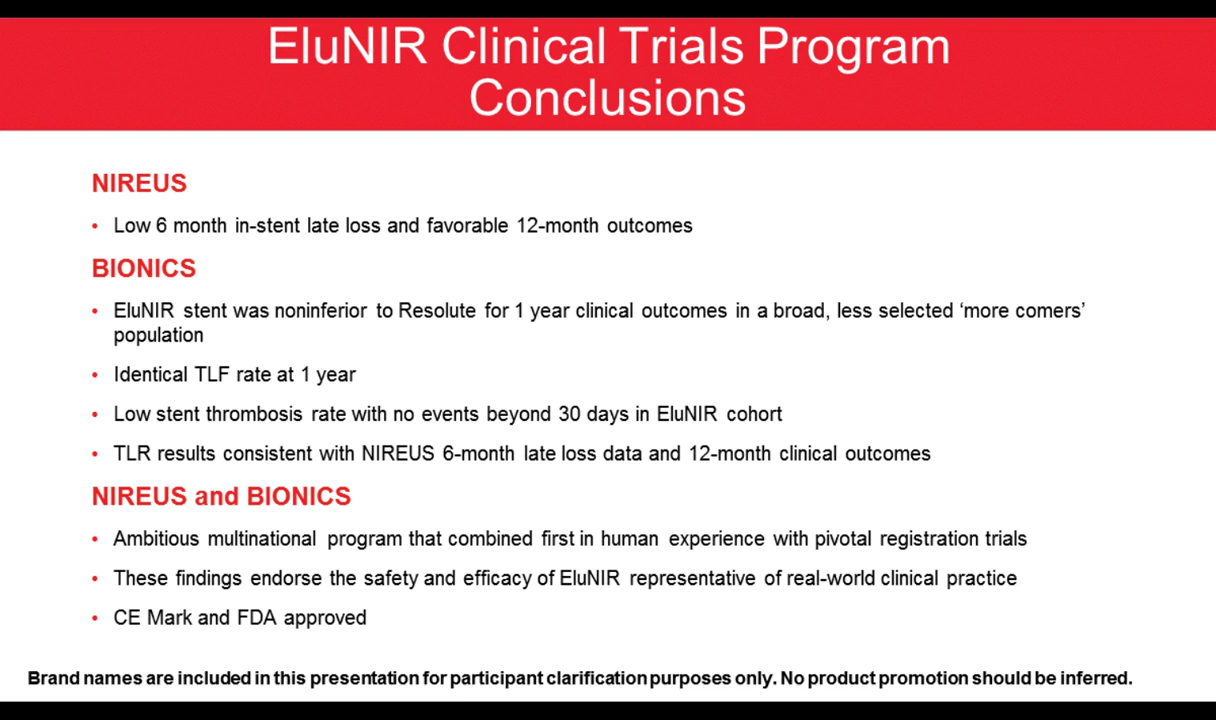 EluNIR Clinical Trials Program
Conclusions
NIREUS
• Low 6 month in-stent late loss and favorable 12-month outcomes
BIONICS
• EluNIR stent was noninferior to Resolute for 1 year clinical outcomes in a broad, less selected ‘more comers’
population
• Identical TLF rate at 1 year
• Low stent thrombosis rate with no events beyond 30 days in EluNIR cohort
• TLR results consistent with NIREUS 6-month late loss data and 12-month clinical outcomes
NIREUS and BIONICS
• Ambitious multinational program that combined first in human experience with pivotal registration trials
• These findings endorse the safety and efficacy of EluNIR representative of real-world clinical practice
• CE Mark and FDA approved
Brand names are included in this presentation for participant clarification purposes only. No product promotion should be inferred.